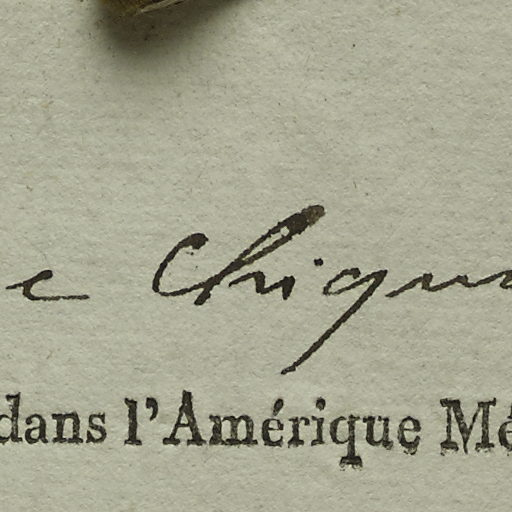 e Chiqu
dans l'Amérique Mé